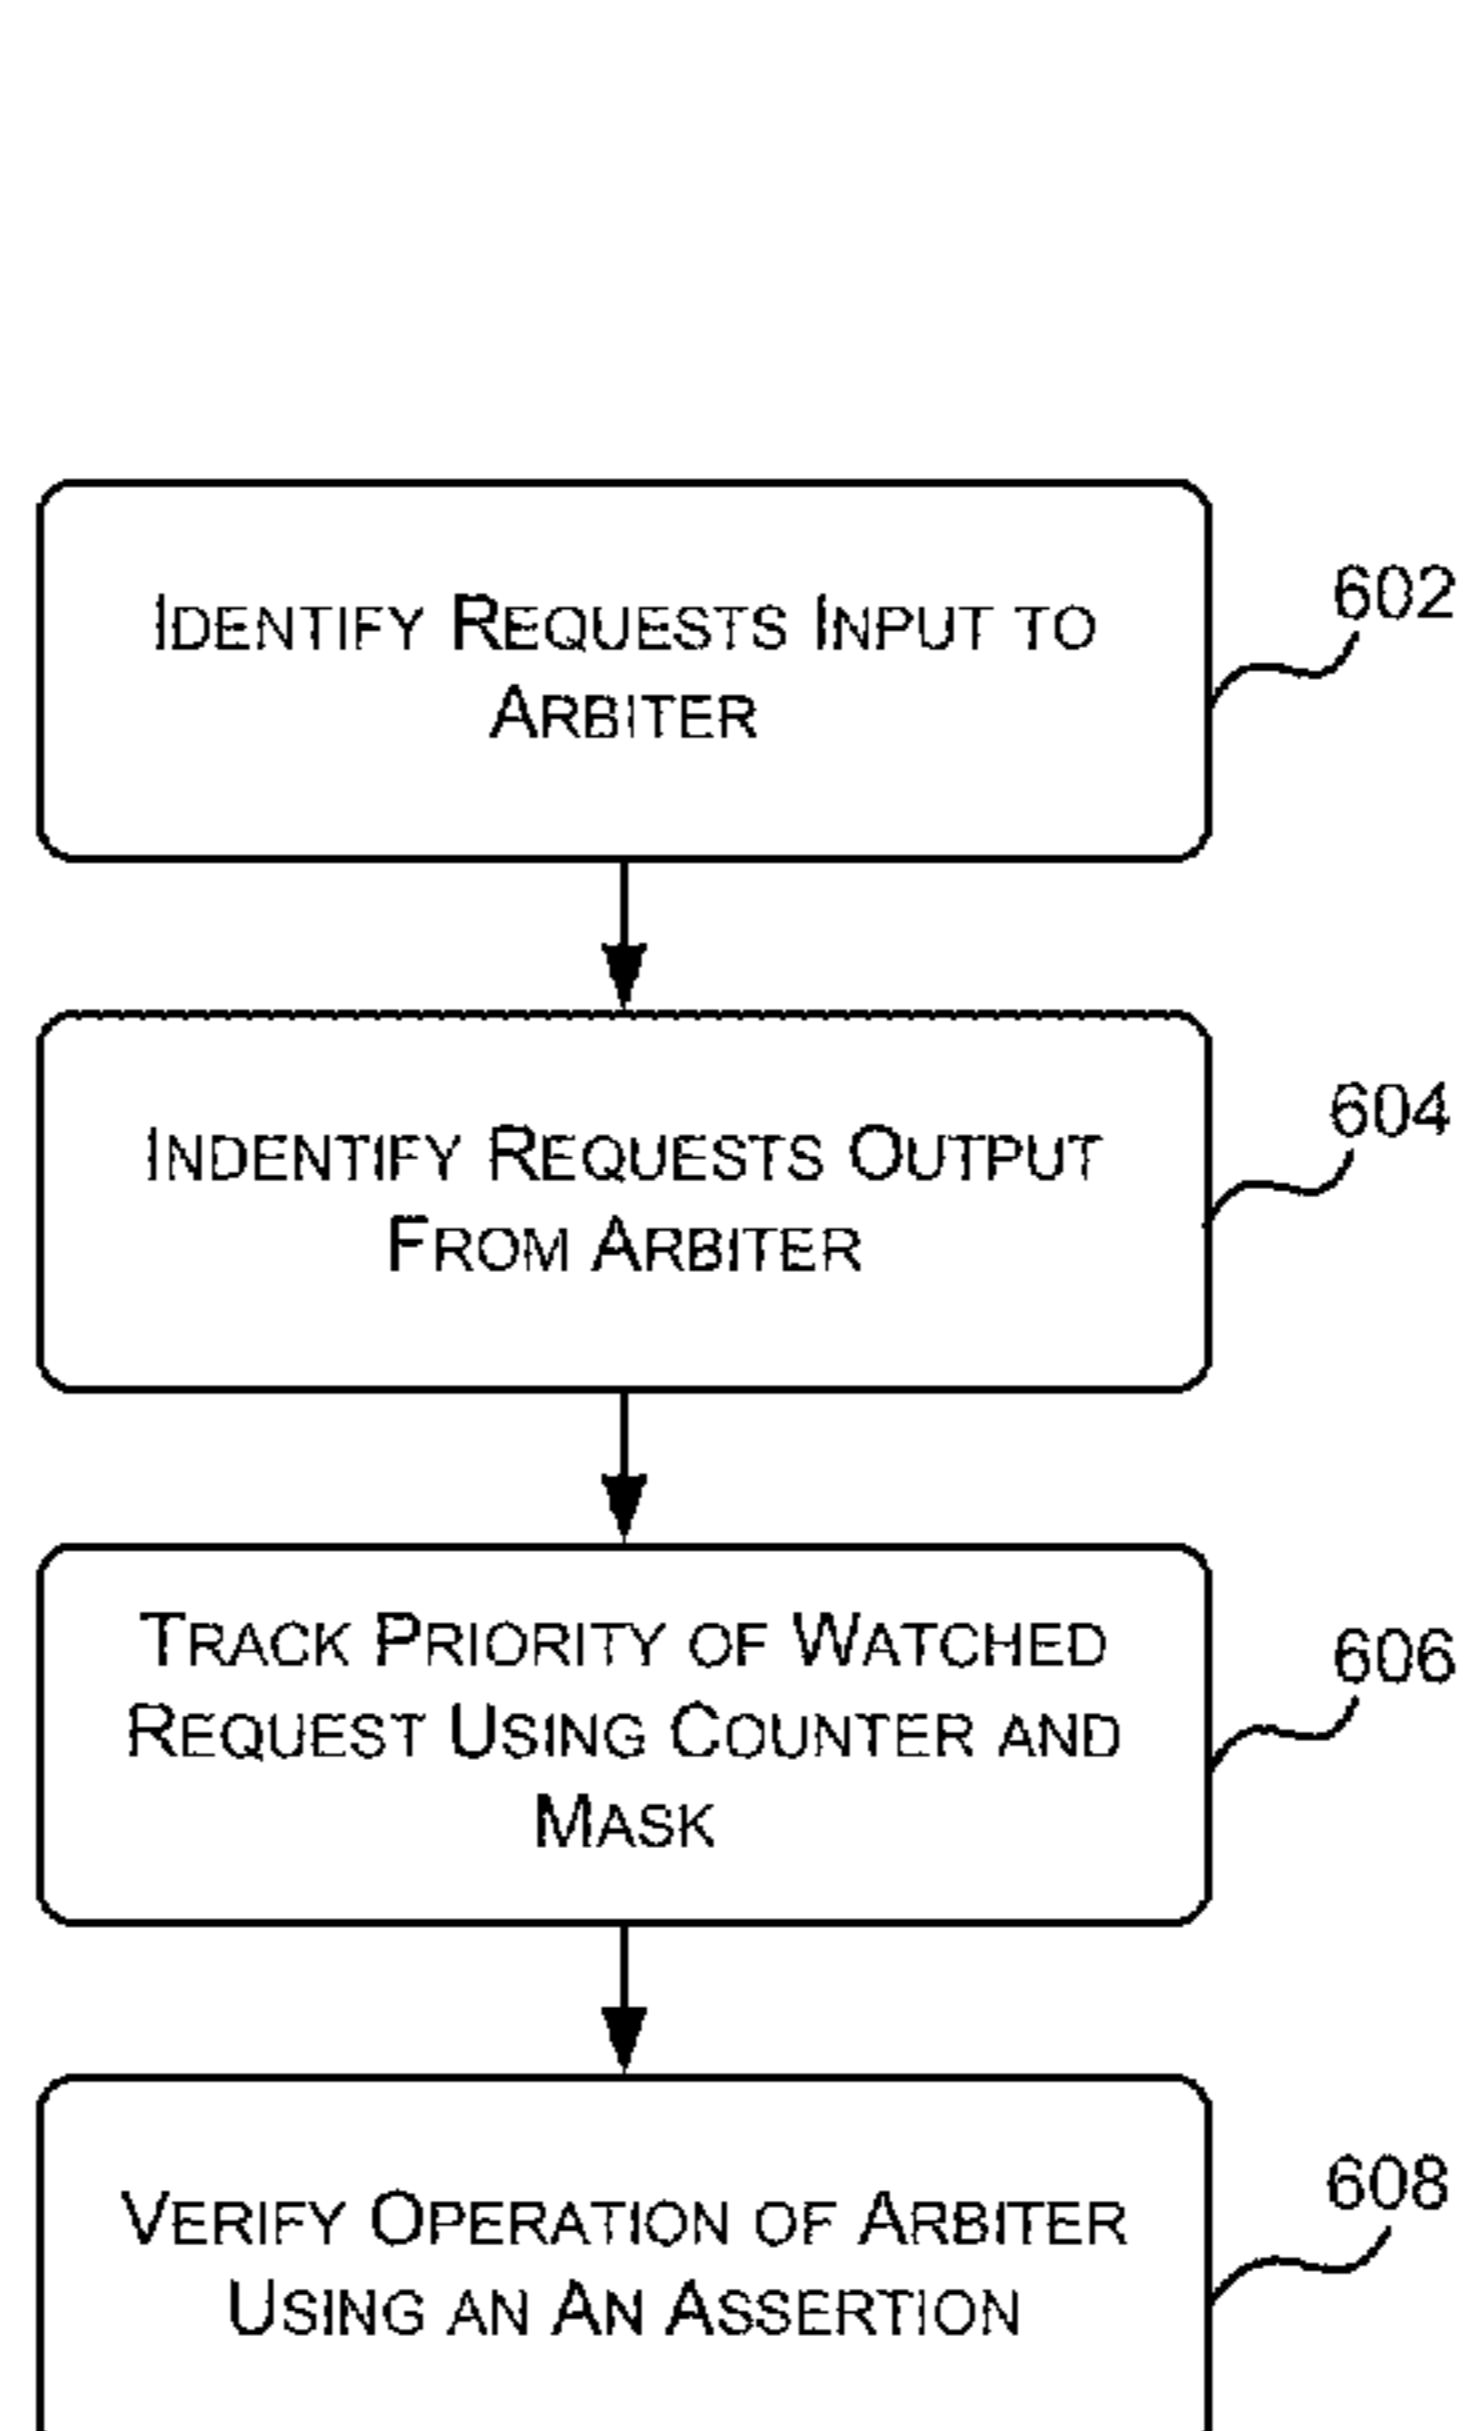 IDENTIFY REQUESTS INPUT TO
ARBITER
602
INDENTIFY REQUESTS OUTPUT
FROM ARBITER
604
TRACK PRIORITY OF WATCHED
REQUEST USING COUNTER AND
MASK
606
VERIFY OPERATION OF ARBITER
USING AN AN ASSERTION
608